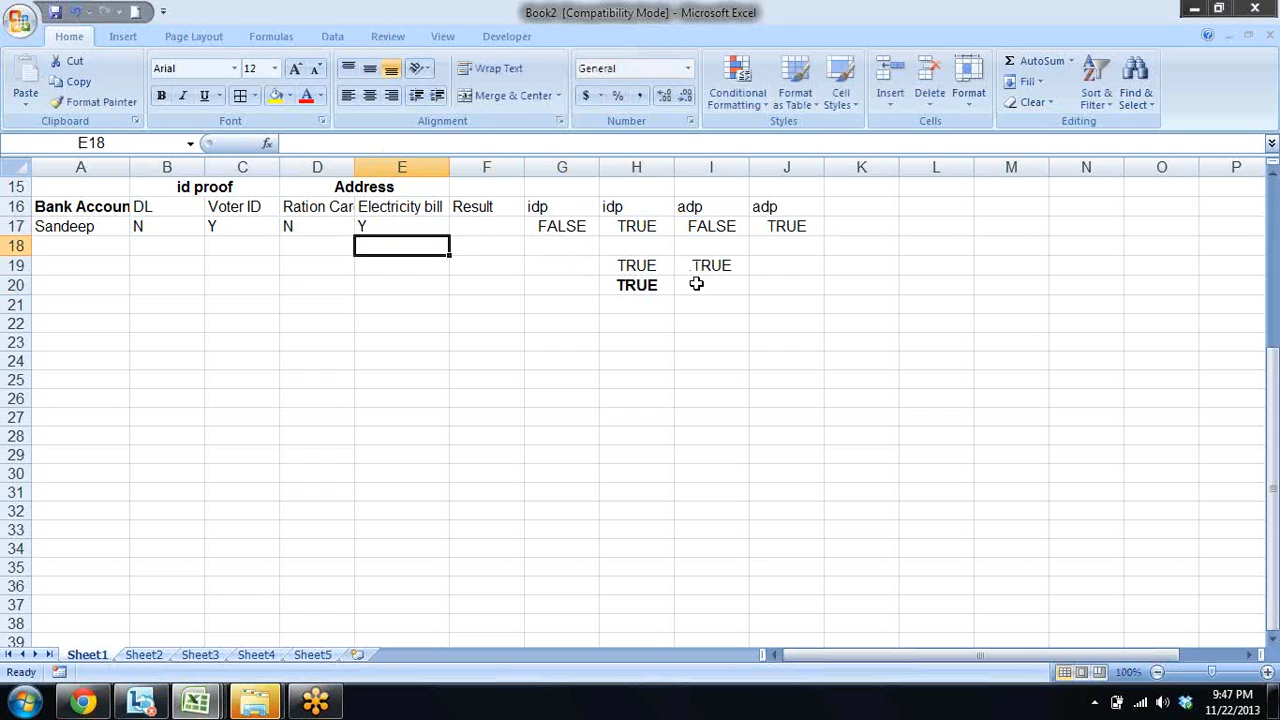 Book2 [Compatibility Mode] - Microsoft Excel
Home Insert Page Layout Formulas Data Review View Developer
Paste
Cut
Copy
Format Painter
Clipboard
Arial 12
B I U
Font
Wrap Text
Merge & Center
Alignment
General
$ % ,
Number
Conditional Formatting
Format as Table
Cell Styles
Styles
Insert Delete Format
Cells
Σ AutoSum
Fill
Clear
Sort & Filter
Find & Select
Editing
E18 fx
A B C D E F G H I J K L M N O P
15 id proof Address
16 Bank Accoun DL Voter ID Ration Car Electricity bill Result idp idp adp adp
17 Sandeep N Y N Y FALSE TRUE FALSE TRUE
18
19 TRUE TRUE
20 TRUE
21
22
23
24
25
26
27
28
29
30
31
32
33
34
35
36
37
38
39
Sheet1 Sheet2 Sheet3 Sheet4 Sheet5
Ready 100%
9:47 PM
11/22/2013